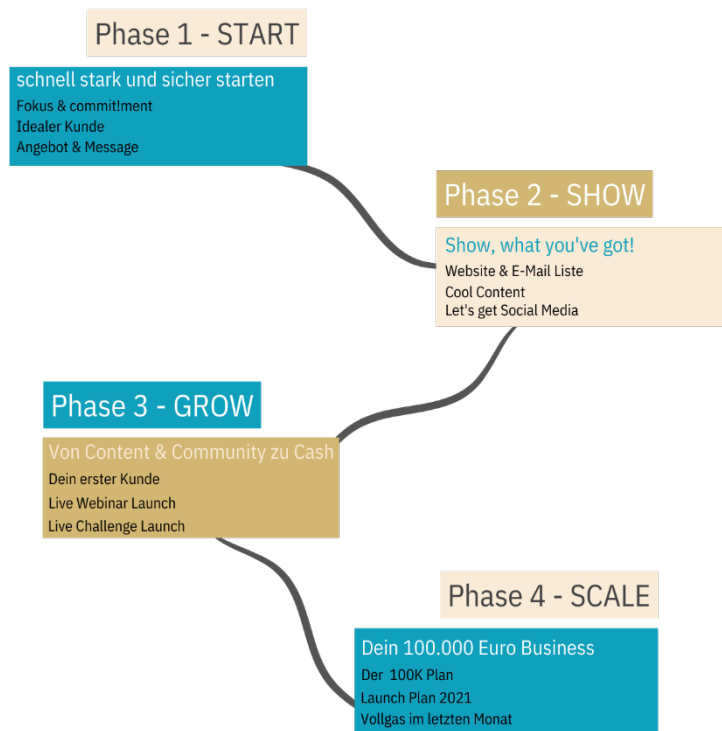 Phase 1 - START
schnell stark und sicher starten
Fokus & commit!ment
Idealer Kunde
Angebot & Message
Phase 2 - SHOW
Show, what you've got!
Website & E-Mail Liste
Cool Content
Let's get Social Media
Phase 3 - GROW
Von Content & Community zu Cash
Dein erster Kunde
Live Webinar Launch
Live Challenge Launch
Phase 4 - SCALE
Dein 100.000 Euro Business
Der 100K Plan
Launch Plan 2021
Vollgas im letzten Monat